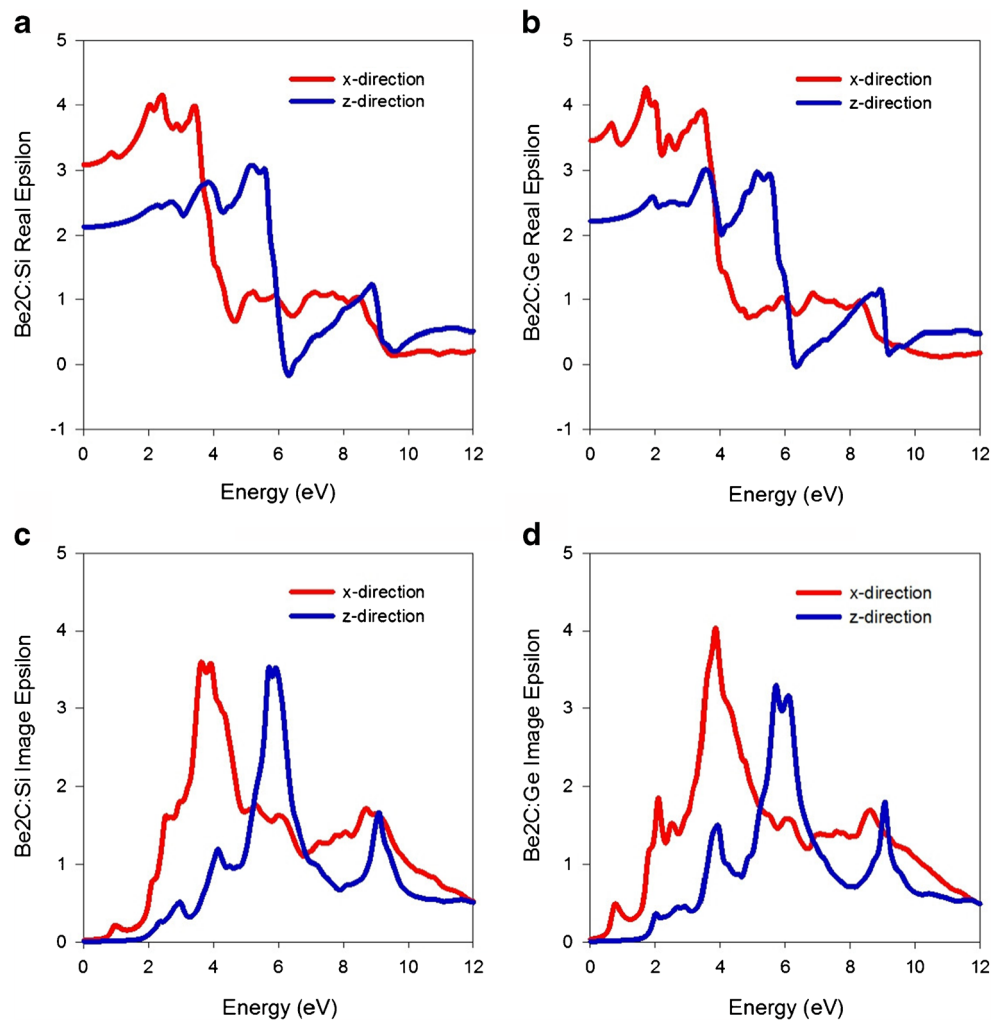 a
5
4
3
2
1
0
-1
Be2C:Si Real Epsilon
x-direction
z-direction
0 2 4 6 8 10 12
Energy (eV)
b
5
4
3
2
1
0
-1
Be2C:Ge Real Epsilon
x-direction
z-direction
0 2 4 6 8 10 12
Energy (eV)
c
5
4
3
2
1
0
Be2C:Si Image Epsilon
x-direction
z-direction
0 2 4 6 8 10 12
Energy (eV)
d
5
4
3
2
1
0
Be2C:Ge Image Epsilon
x-direction
z-direction
0 2 4 6 8 10 12
Energy (eV)